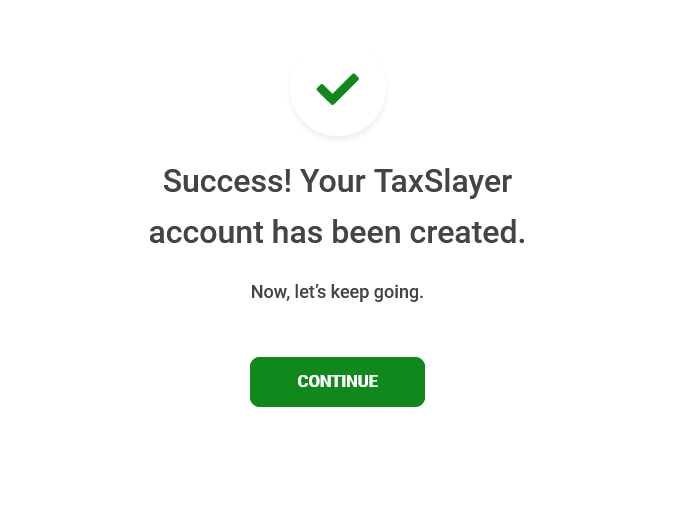 Success! Your TaxSlayer
account has been created.
Now, let’s keep going.
CONTINUE